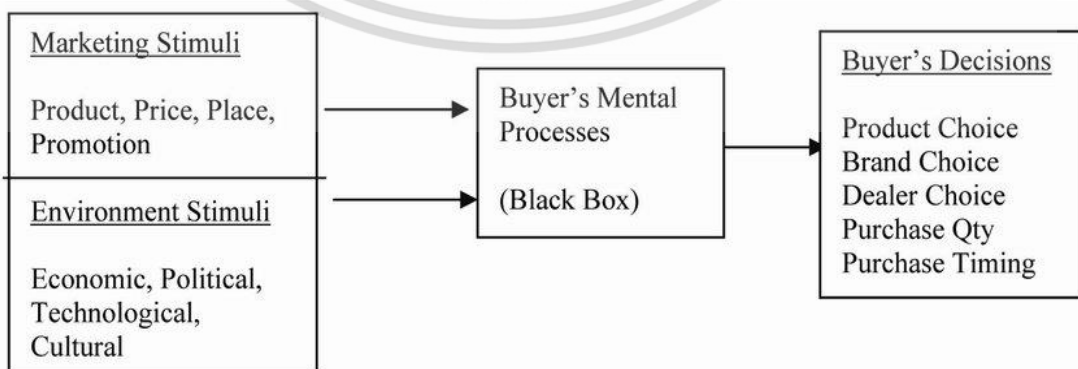 Marketing Stimuli
Product, Price, Place,
Promotion
Environment Stimuli
Economic, Political,
Technological,
Cultural
Buyer’s Mental
Processes
(Black Box)
Buyer’s Decisions
Product Choice
Brand Choice
Dealer Choice
Purchase Qty
Purchase Timing